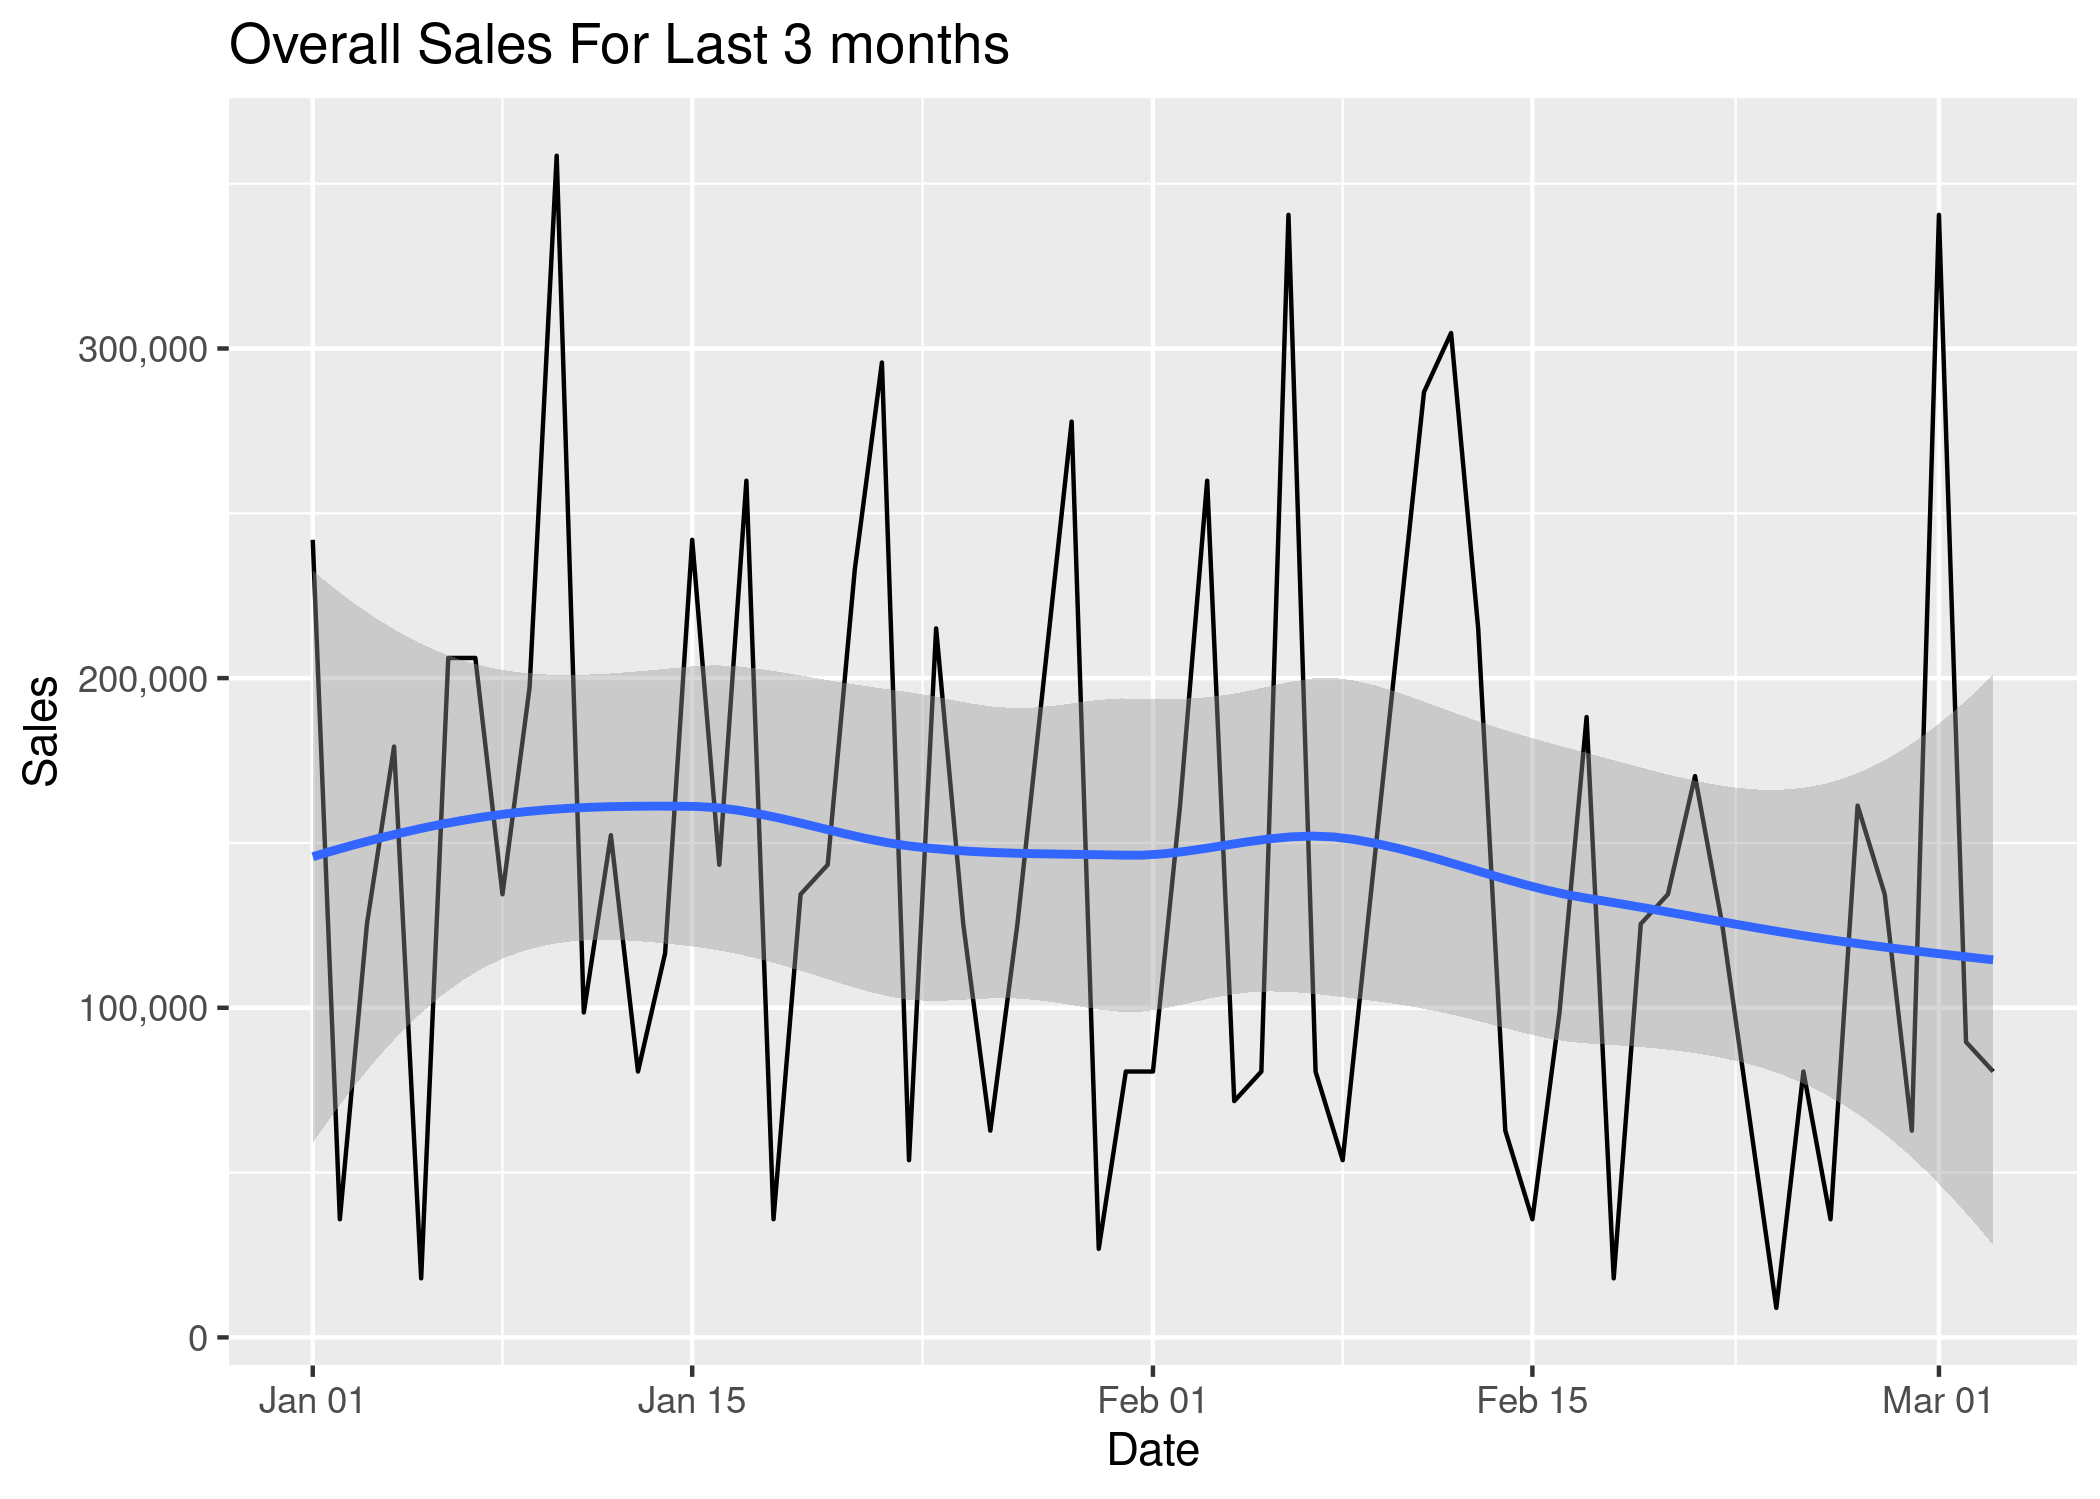 Overall Sales For Last 3 months
Sales
300,000
200,000
100,000
0
Jan 01
Jan 15
Feb 01
Feb 15
Mar 01
Date